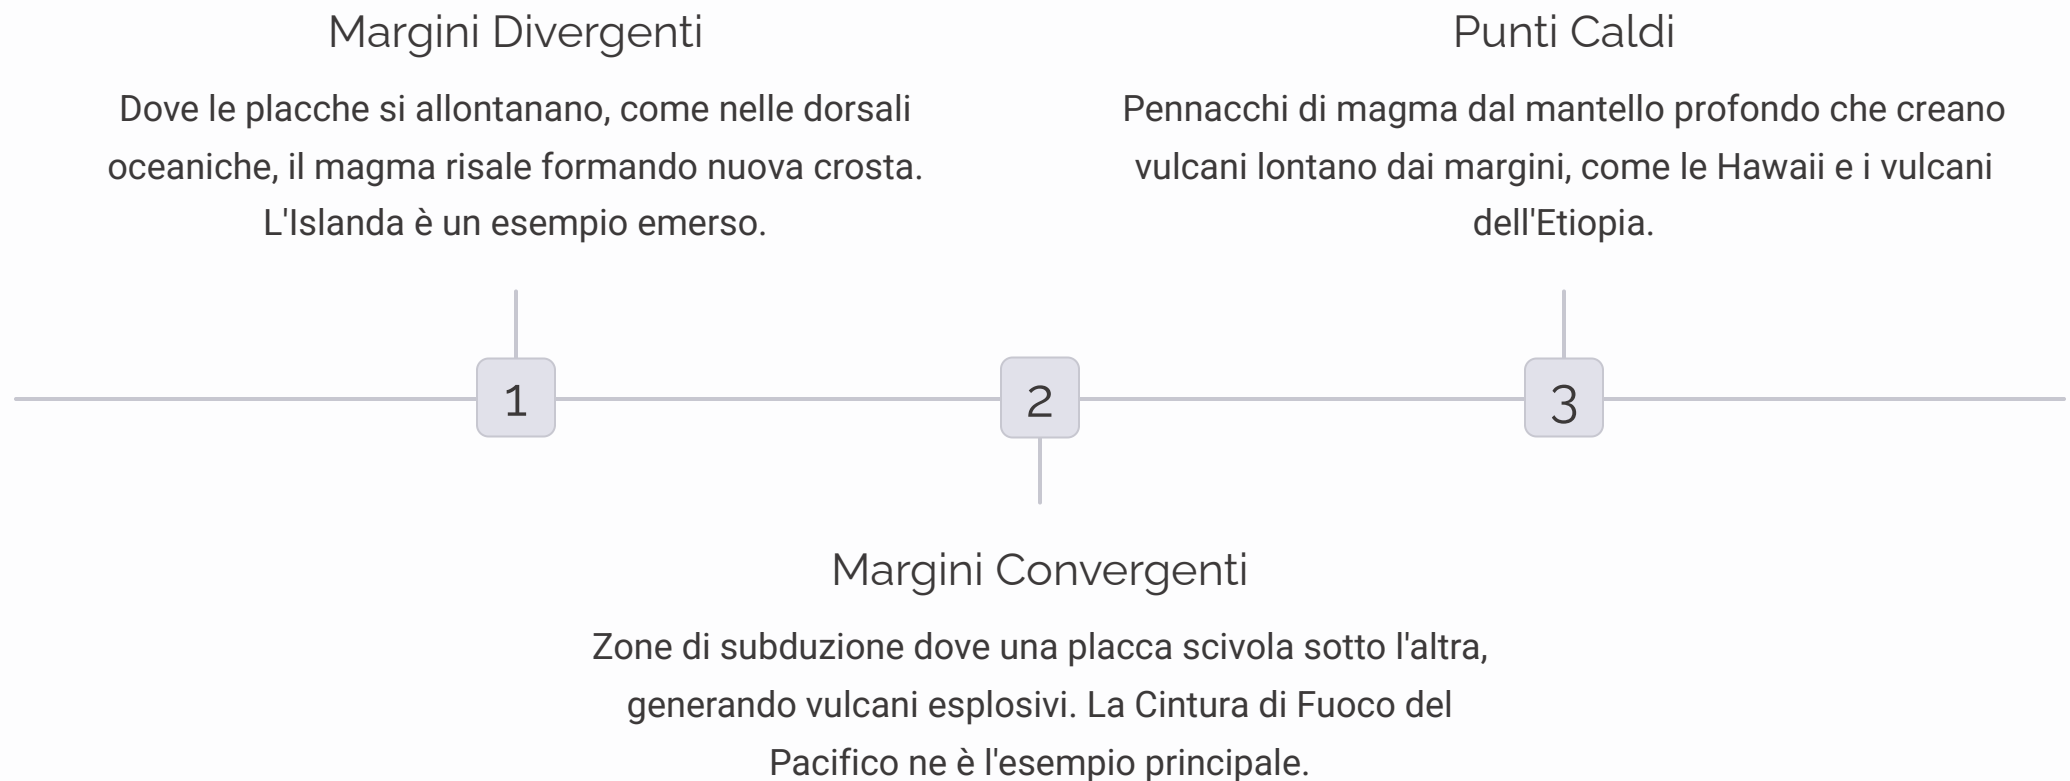 Margini Divergenti
Dove le placche si allontanano, come nelle dorsali
oceaniche, il magma risale formando nuova crosta.
L'Islanda è un esempio emerso.
Punti Caldi
Pennacchi di magma dal mantello profondo che creano
vulcani lontano dai margini, come le Hawaii e i vulcani
dell'Etiopia.
1
2
3
Margini Convergenti
Zone di subduzione dove una placca scivola sotto l'altra,
generando vulcani esplosivi. La Cintura di Fuoco del
Pacifico ne è l'esempio principale.